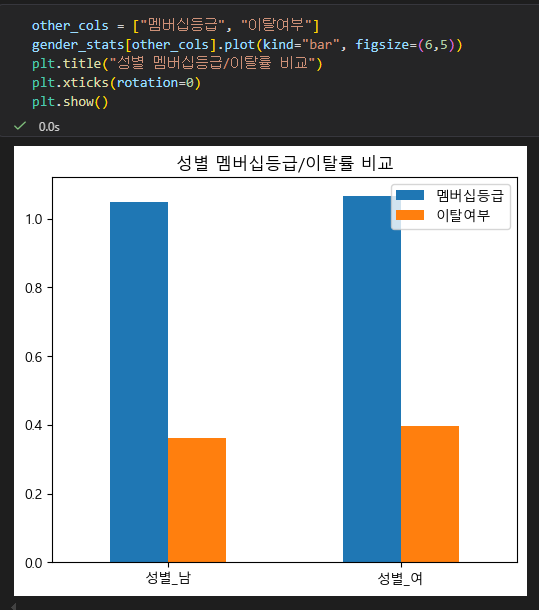 other_cols = ["멤버십등급", "이탈여부"]
gender_stats[other_cols].plot(kind="bar", figsize=(6,5))
plt.title("성별 멤버십등급/이탈률 비교")
plt.xticks(rotation=0)
plt.show()
0.0s
성별 멤버십등급/이탈률 비교
멤버십등급
이탈여부
1.0
0.8
0.6
0.4
0.2
0.0
성별_남 성별_여